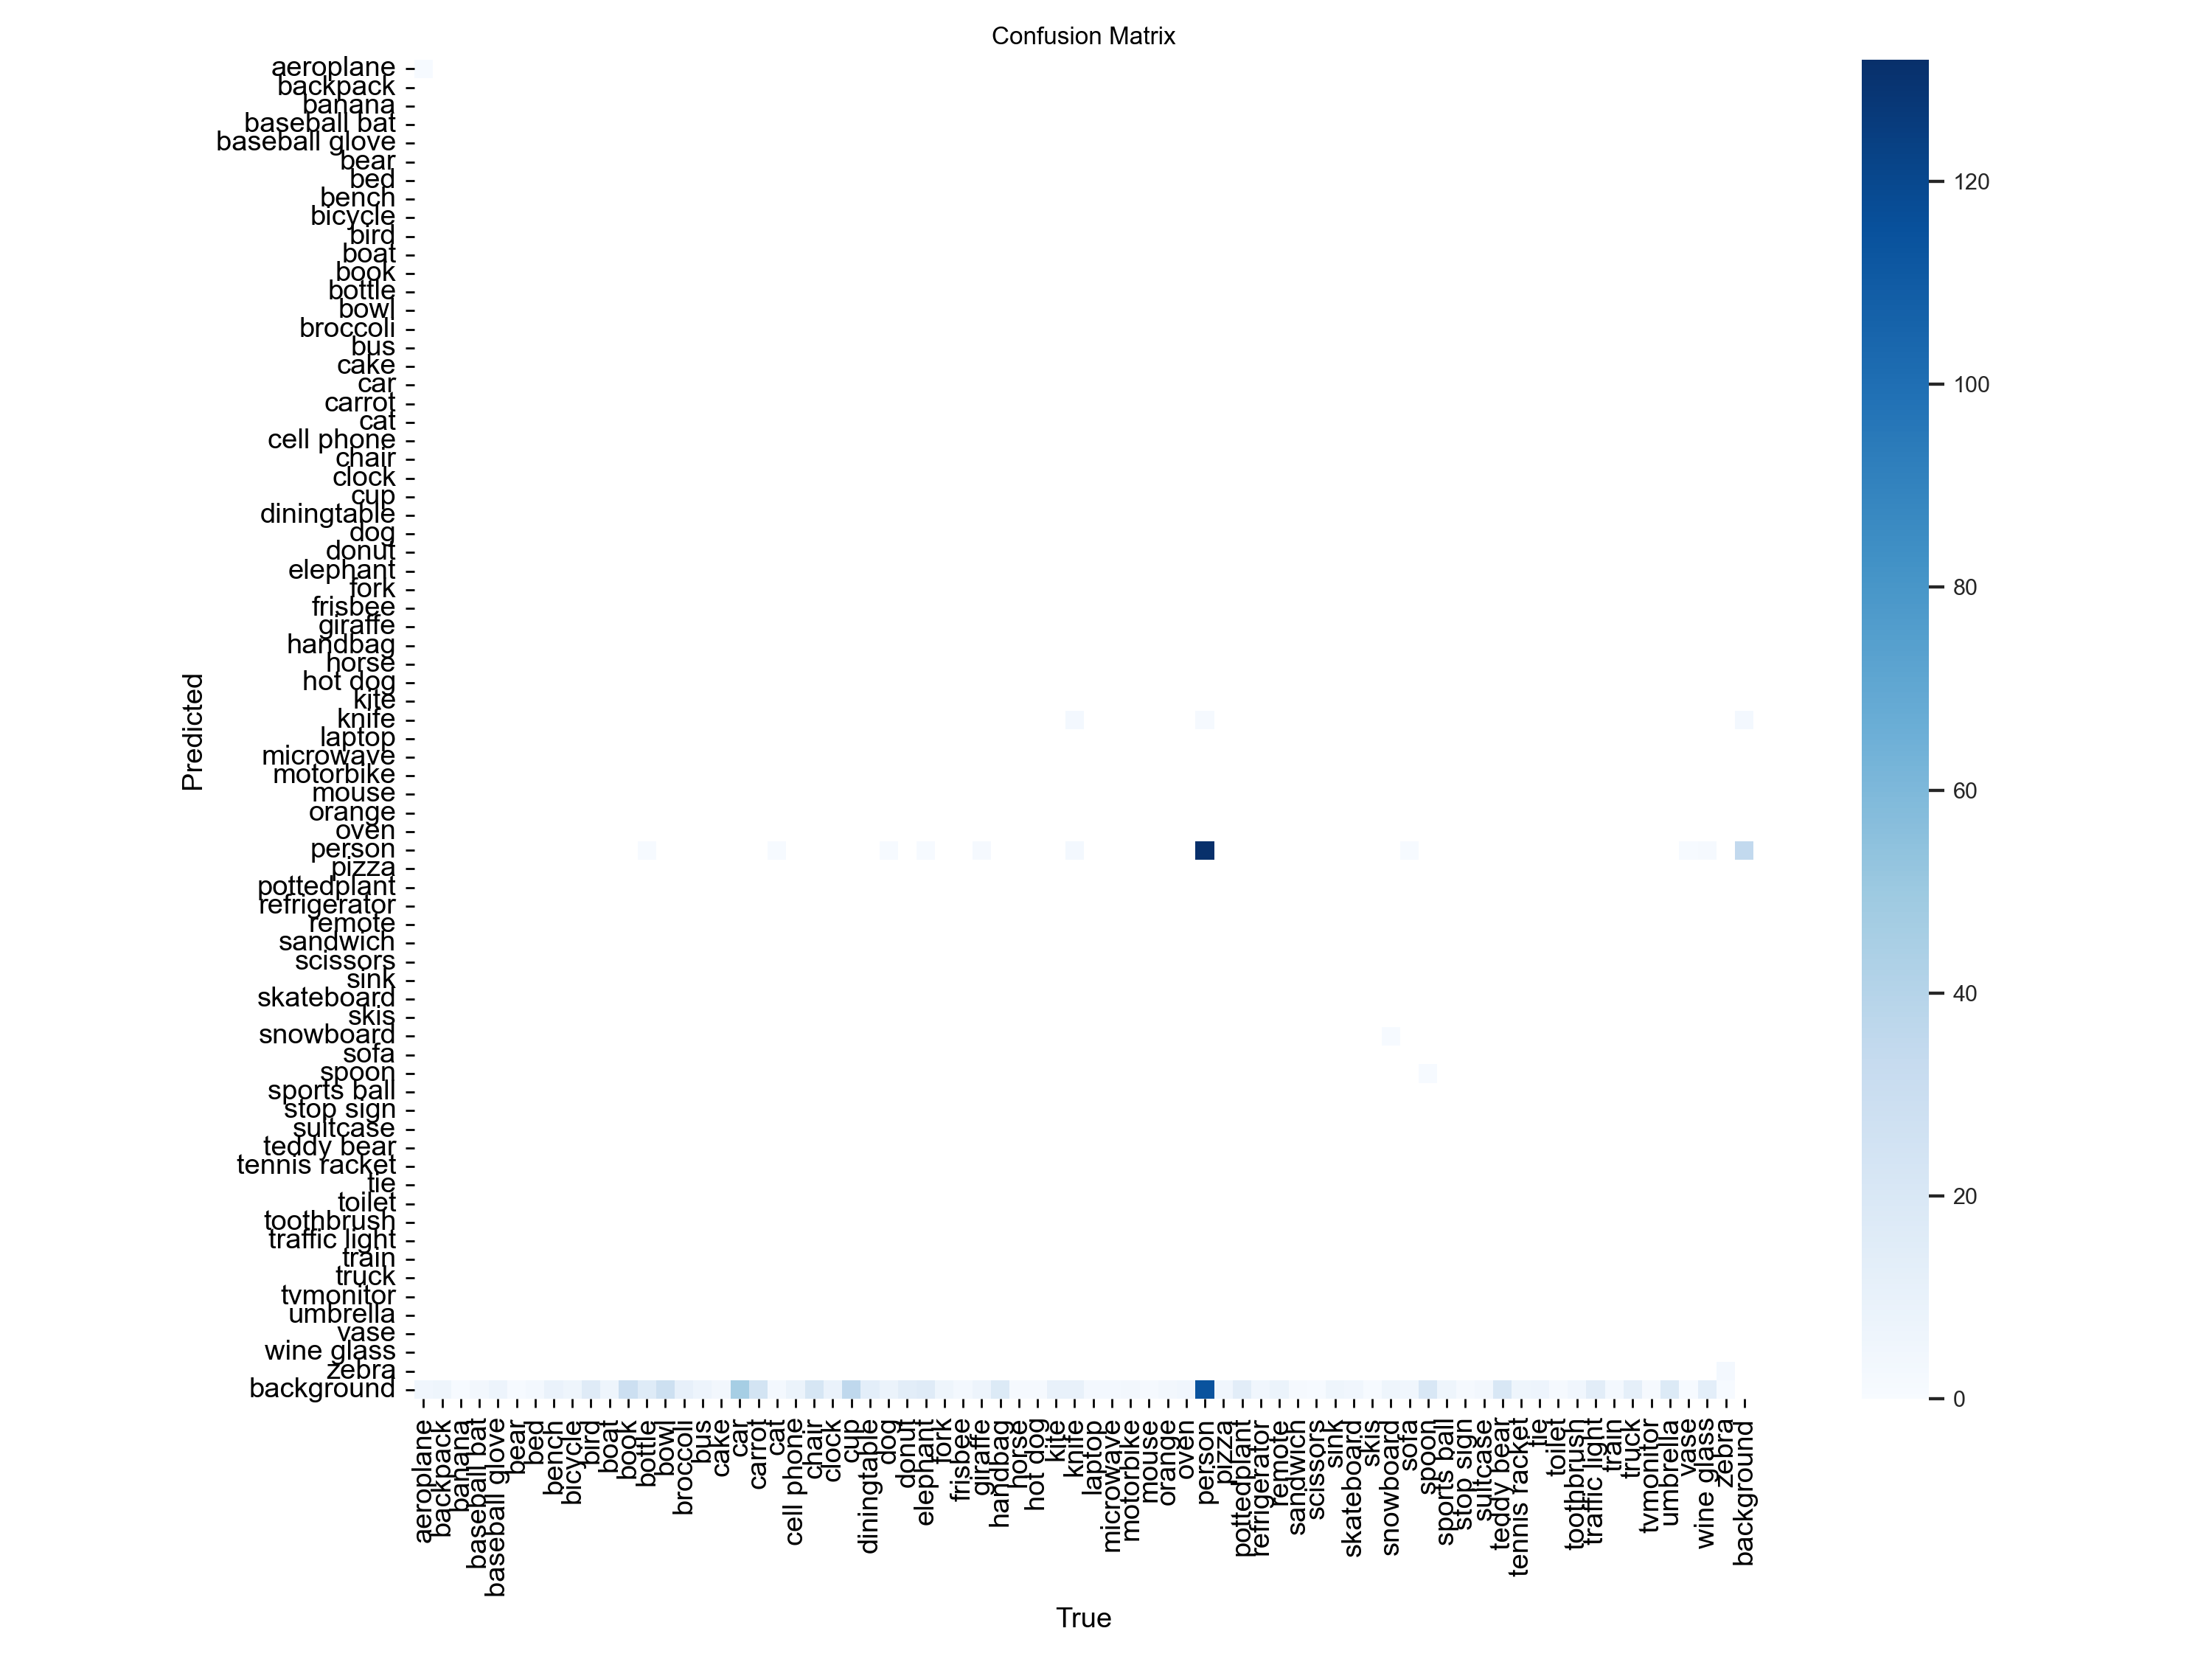 Confusion Matrix
Predicted
aeroplane
backpack
banana
baseball bat
baseball glove
bear
bed
bench
bicycle
bird
boat
book
bottle
bowl
broccoli
bus
cake
car
carrot
cat
cell phone
chair
clock
cup
diningtable
dog
donut
elephant
fork
frisbee
giraffe
handbag
horse
hot dog
kite
knife
laptop
microwave
motorbike
mouse
orange
oven
person
pizza
pottedplant
refrigerator
remote
sandwich
scissors
sink
skateboard
skis
snowboard
sofa
spoon
sports ball
stop sign
suitcase
teddy bear
tennis racket
tie
toilet
toothbrush
traffic light
train
truck
tvmonitor
umbrella
vase
wine glass
zebra
background
aeroplane
backpack
banana
baseball bat
baseball glove
bear
bed
bench
bicycle
bird
boat
book
bottle
bowl
broccoli
bus
cake
car
carrot
cat
cell phone
chair
clock
cup
diningtable
dog
donut
elephant
fork
frisbee
giraffe
handbag
horse
hot dog
kite
knife
laptop
microwave
motorbike
mouse
orange
oven
person
pizza
pottedplant
refrigerator
remote
sandwich
scissors
sink
skateboard
skis
snowboard
sofa
spoon
sports ball
stop sign
suitcase
teddy bear
tennis racket
tie
toilet
toothbrush
traffic light
train
truck
tvmonitor
umbrella
vase
wine glass
zebra
background
True
120
100
80
60
40
20
0